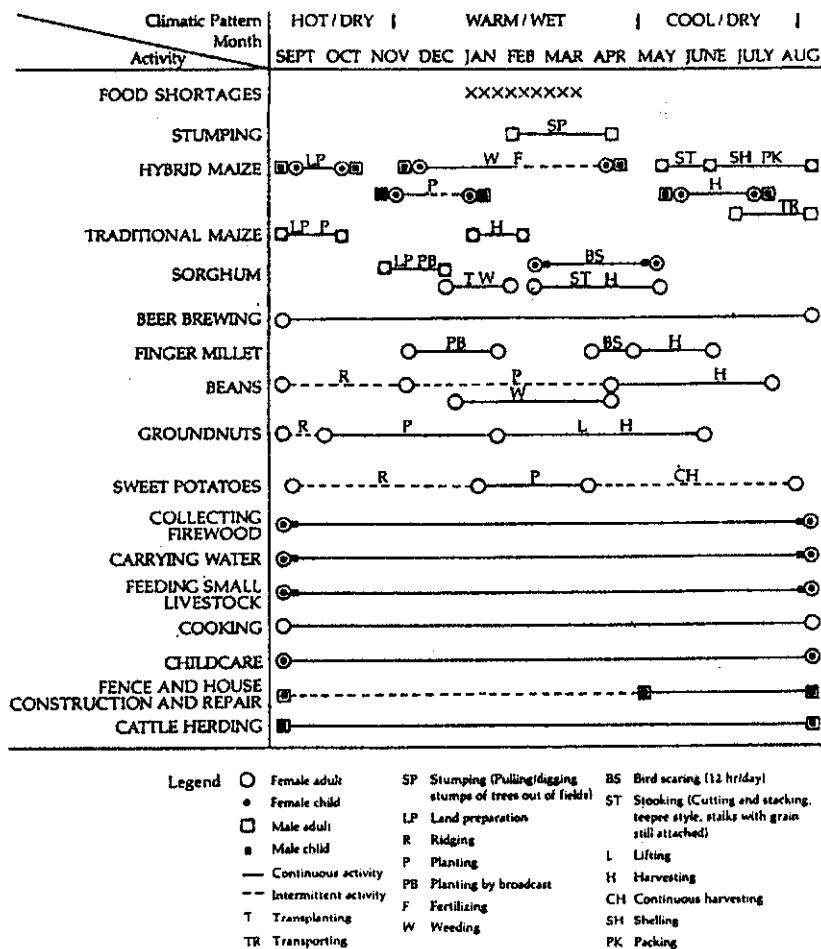 Climatic Pattern HOT/DRY | WARM/WET | COOL/DRY |
Month
Activity SEPT OCT NOV DEC JAN FEB MAR APR MAY JUNE JULY AUG
FOOD SHORTAGES XXXXXXXXX
STUMPING SP
HYBRID MAIZE LP W F ST SH PK
P H
TR
TRADITIONAL MAIZE LP P H
SORGHUM LP PB BS
T W ST H
BEER BREWING
FINGER MILLET PB BS H
BEANS R P H
W
GROUNDNUTS R P L H
SWEET POTATOES R P CH
COLLECTING
FIREWOOD
CARRYING WATER
FEEDING SMALL
LIVESTOCK
COOKING
CHILDCARE
FENCE AND HOUSE
CONSTRUCTION AND REPAIR
CATTLE HERDING
Legend
Female adult
Female child
Male adult
Male child
Continuous activity
Intermittent activity
T Transplanting
TR Transporting
SP Stumping (Pulling/digging
stumps of trees out of fields)
LP Land preparation
R Ridging
P Planting
PB Planting by broadcast
F Fertilizing
W Weeding
BS Bird scaring (12 hr/day)
ST Stooking (Cutting and stacking,
teepee style, stalks with grain
still attached)
L Lifting
H Harvesting
CH Continuous harvesting
SH Shelling
PK Packing